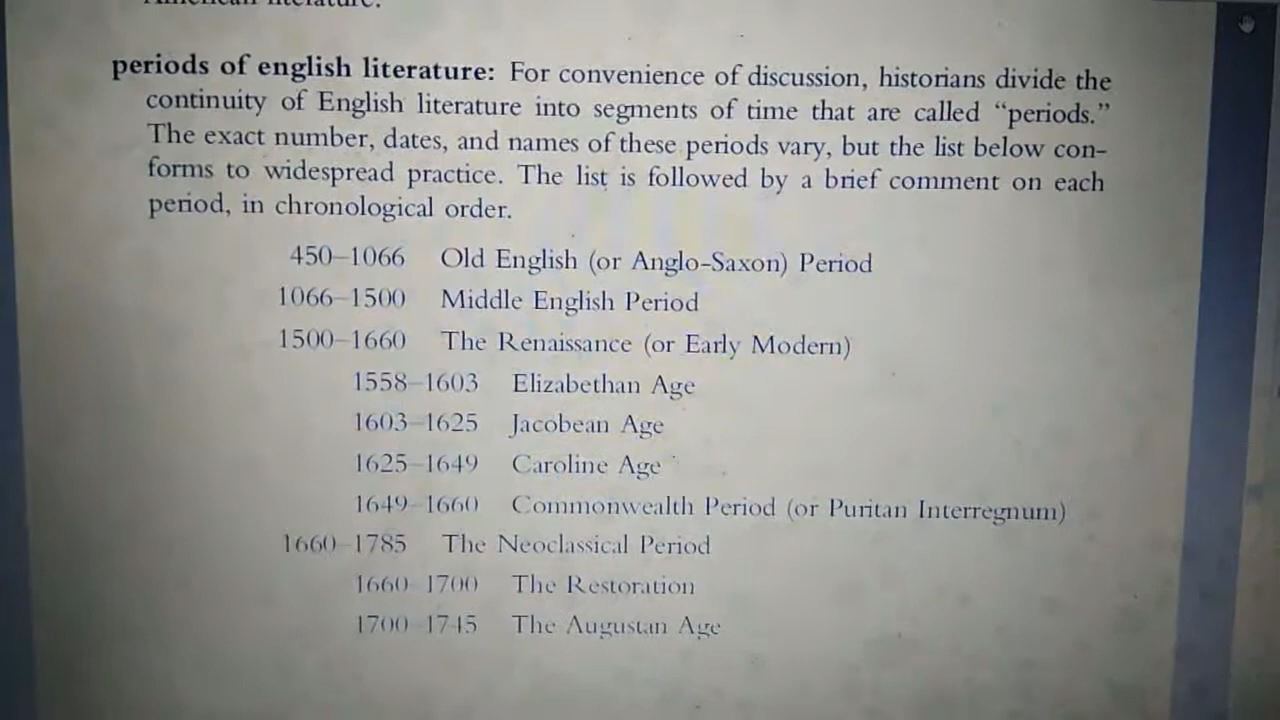 American literature.
periods of english literature: For convenience of discussion, historians divide the
continuity of English literature into segments of time that are called “periods.”
The exact number, dates, and names of these periods vary, but the list below con-
forms to widespread practice. The list is followed by a brief comment on each
period, in chronological order.
450–1066 Old English (or Anglo-Saxon) Period
1066–1500 Middle English Period
1500–1660 The Renaissance (or Early Modern)
1558–1603 Elizabethan Age
1603–1625 Jacobean Age
1625–1649 Caroline Age
1649–1660 Commonwealth Period (or Puritan Interregnum)
1660–1785 The Neoclassical Period
1660–1700 The Restoration
1700–1745 The Augustan Age